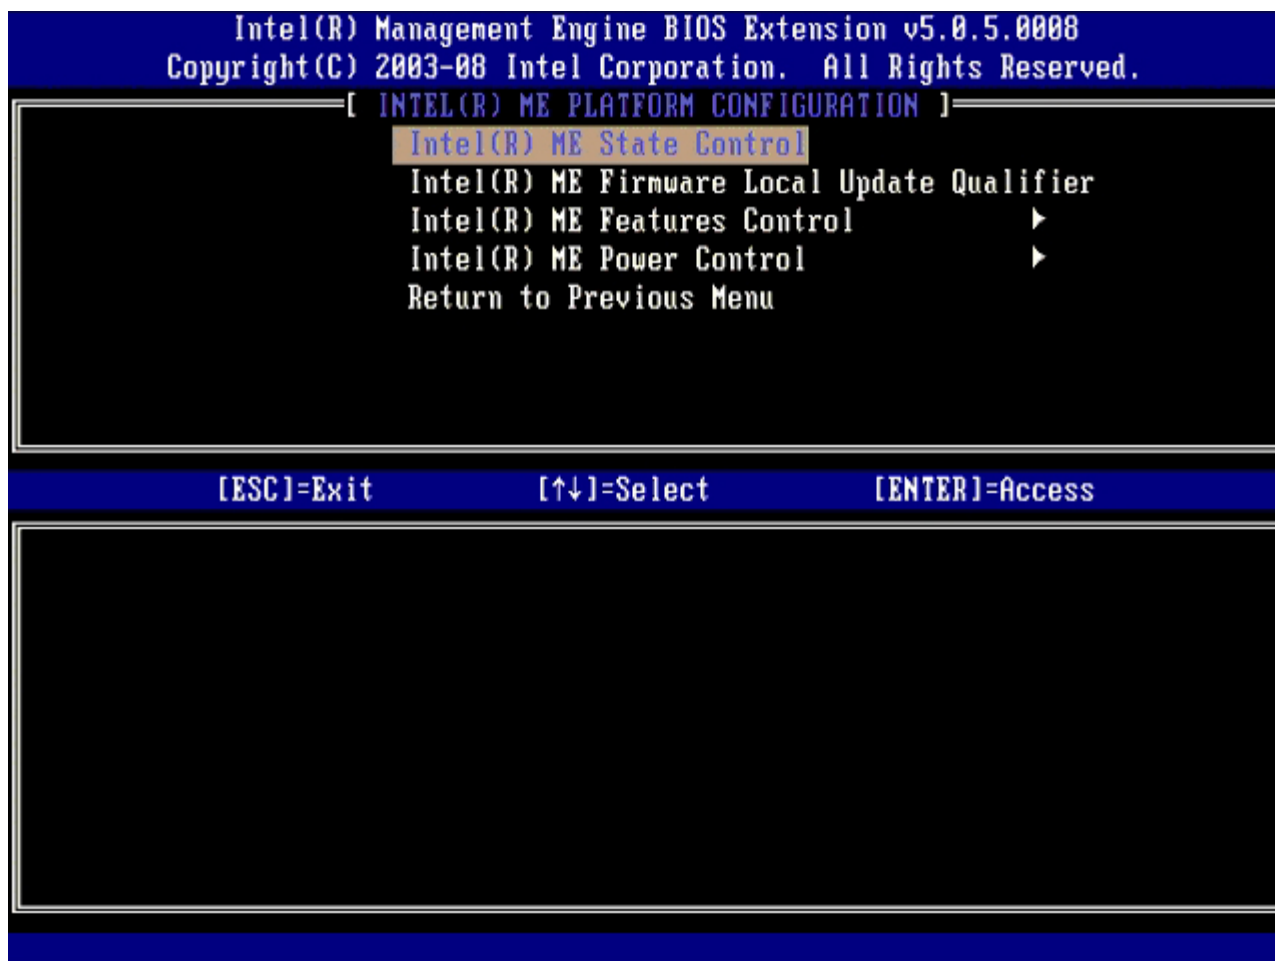 Intel(R) Management Engine BIOS Extension v5.0.5.0008
Copyright(C) 2003-08 Intel Corporation.  All Rights Reserved.
[ INTEL(R) ME PLATFORM CONFIGURATION ]
Intel(R) ME State Control
Intel(R) ME Firmware Local Update Qualifier
Intel(R) ME Features Control ►
Intel(R) ME Power Control ►
Return to Previous Menu
[ESC]=Exit [↑↓]=Select [ENTER]=Access